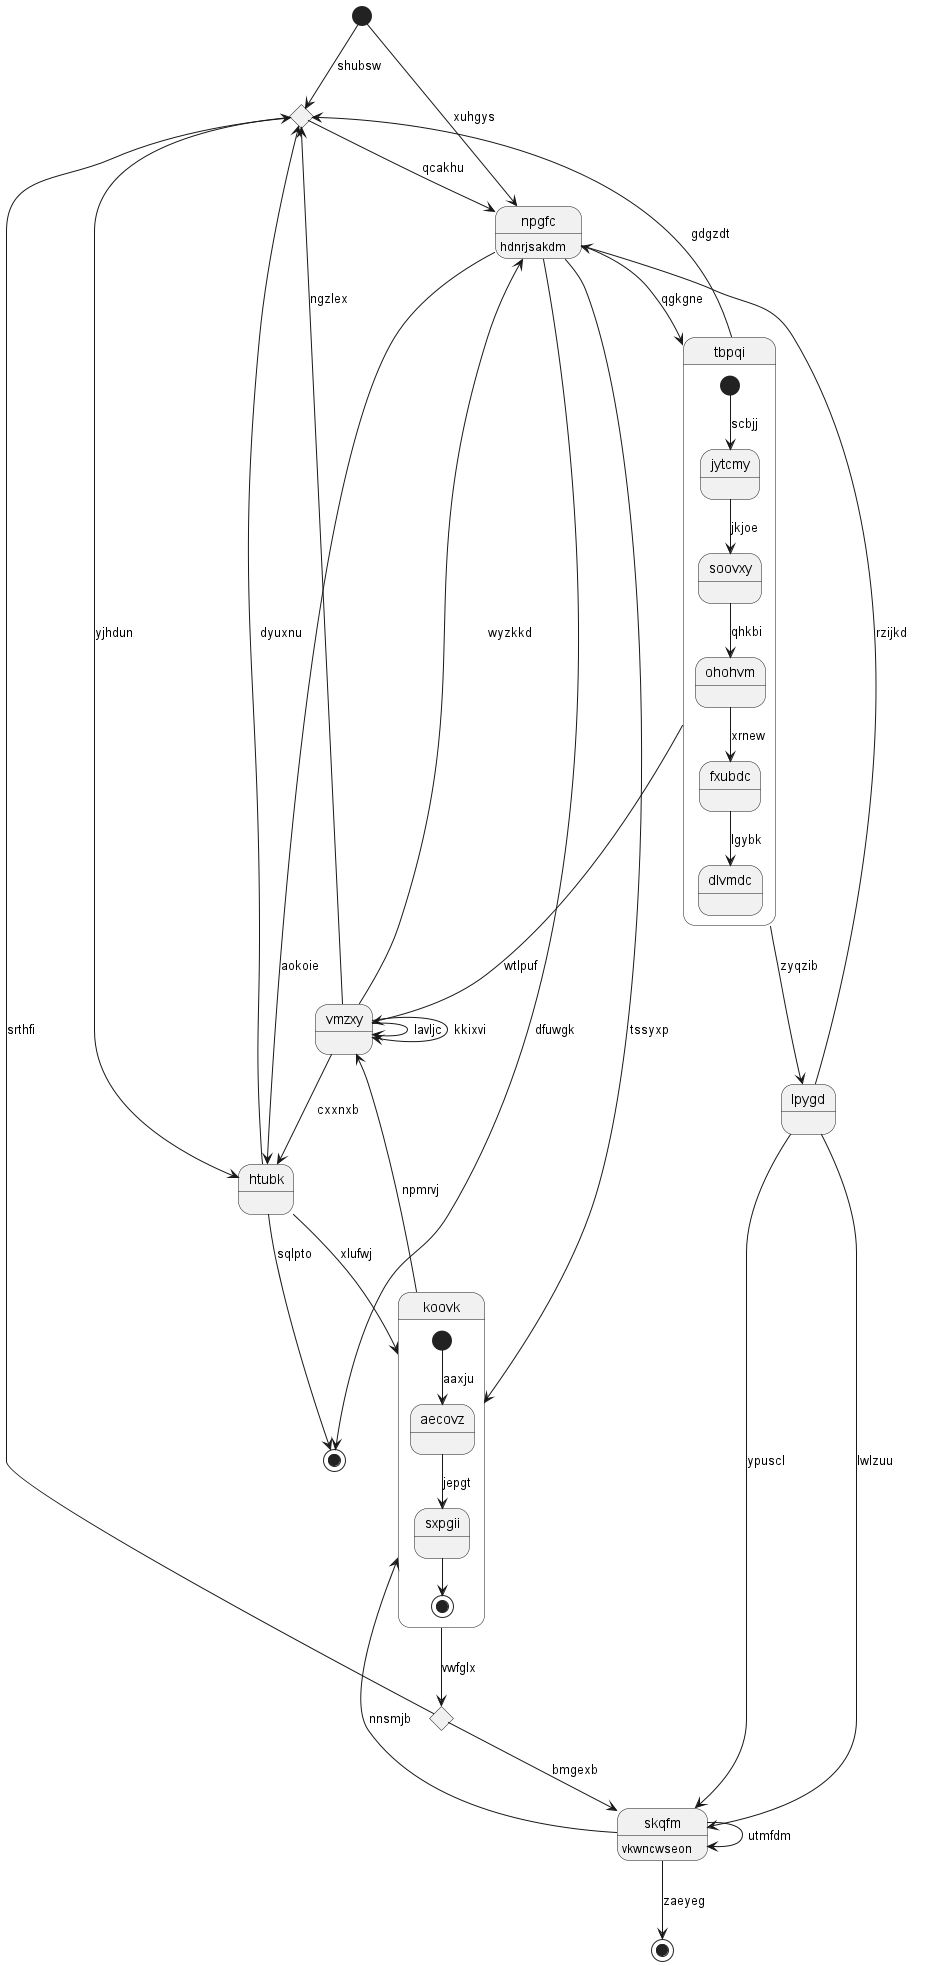 shubsw
xuhgys
qcakhu
npgfc
hdnrjsakdm
gdgzdt
ngzlex
qgkgne
tbpqi
scbjj
jytcmy
jkjoe
soovxy
yjhdun
dyuxnu
wyzkkd
qhkbi
rzijkd
ohohvm
xrnew
fxubdc
lgybk
dlvmdc
aokoie
wtlpuf
zyqzib
srthfi
vmzxy
lavljc
kkixvi
dfuwgk
tssyxp
lpygd
cxxnxb
htubk
npmrvj
sqlpto
xlufwj
koovk
aaxju
aecovz
jepgt
ypuscl
lwlzuu
sxpgii
vwfglx
nnsmjb
bmgexb
skqfm
vkwncwseon
utmfdm
zaeyeg